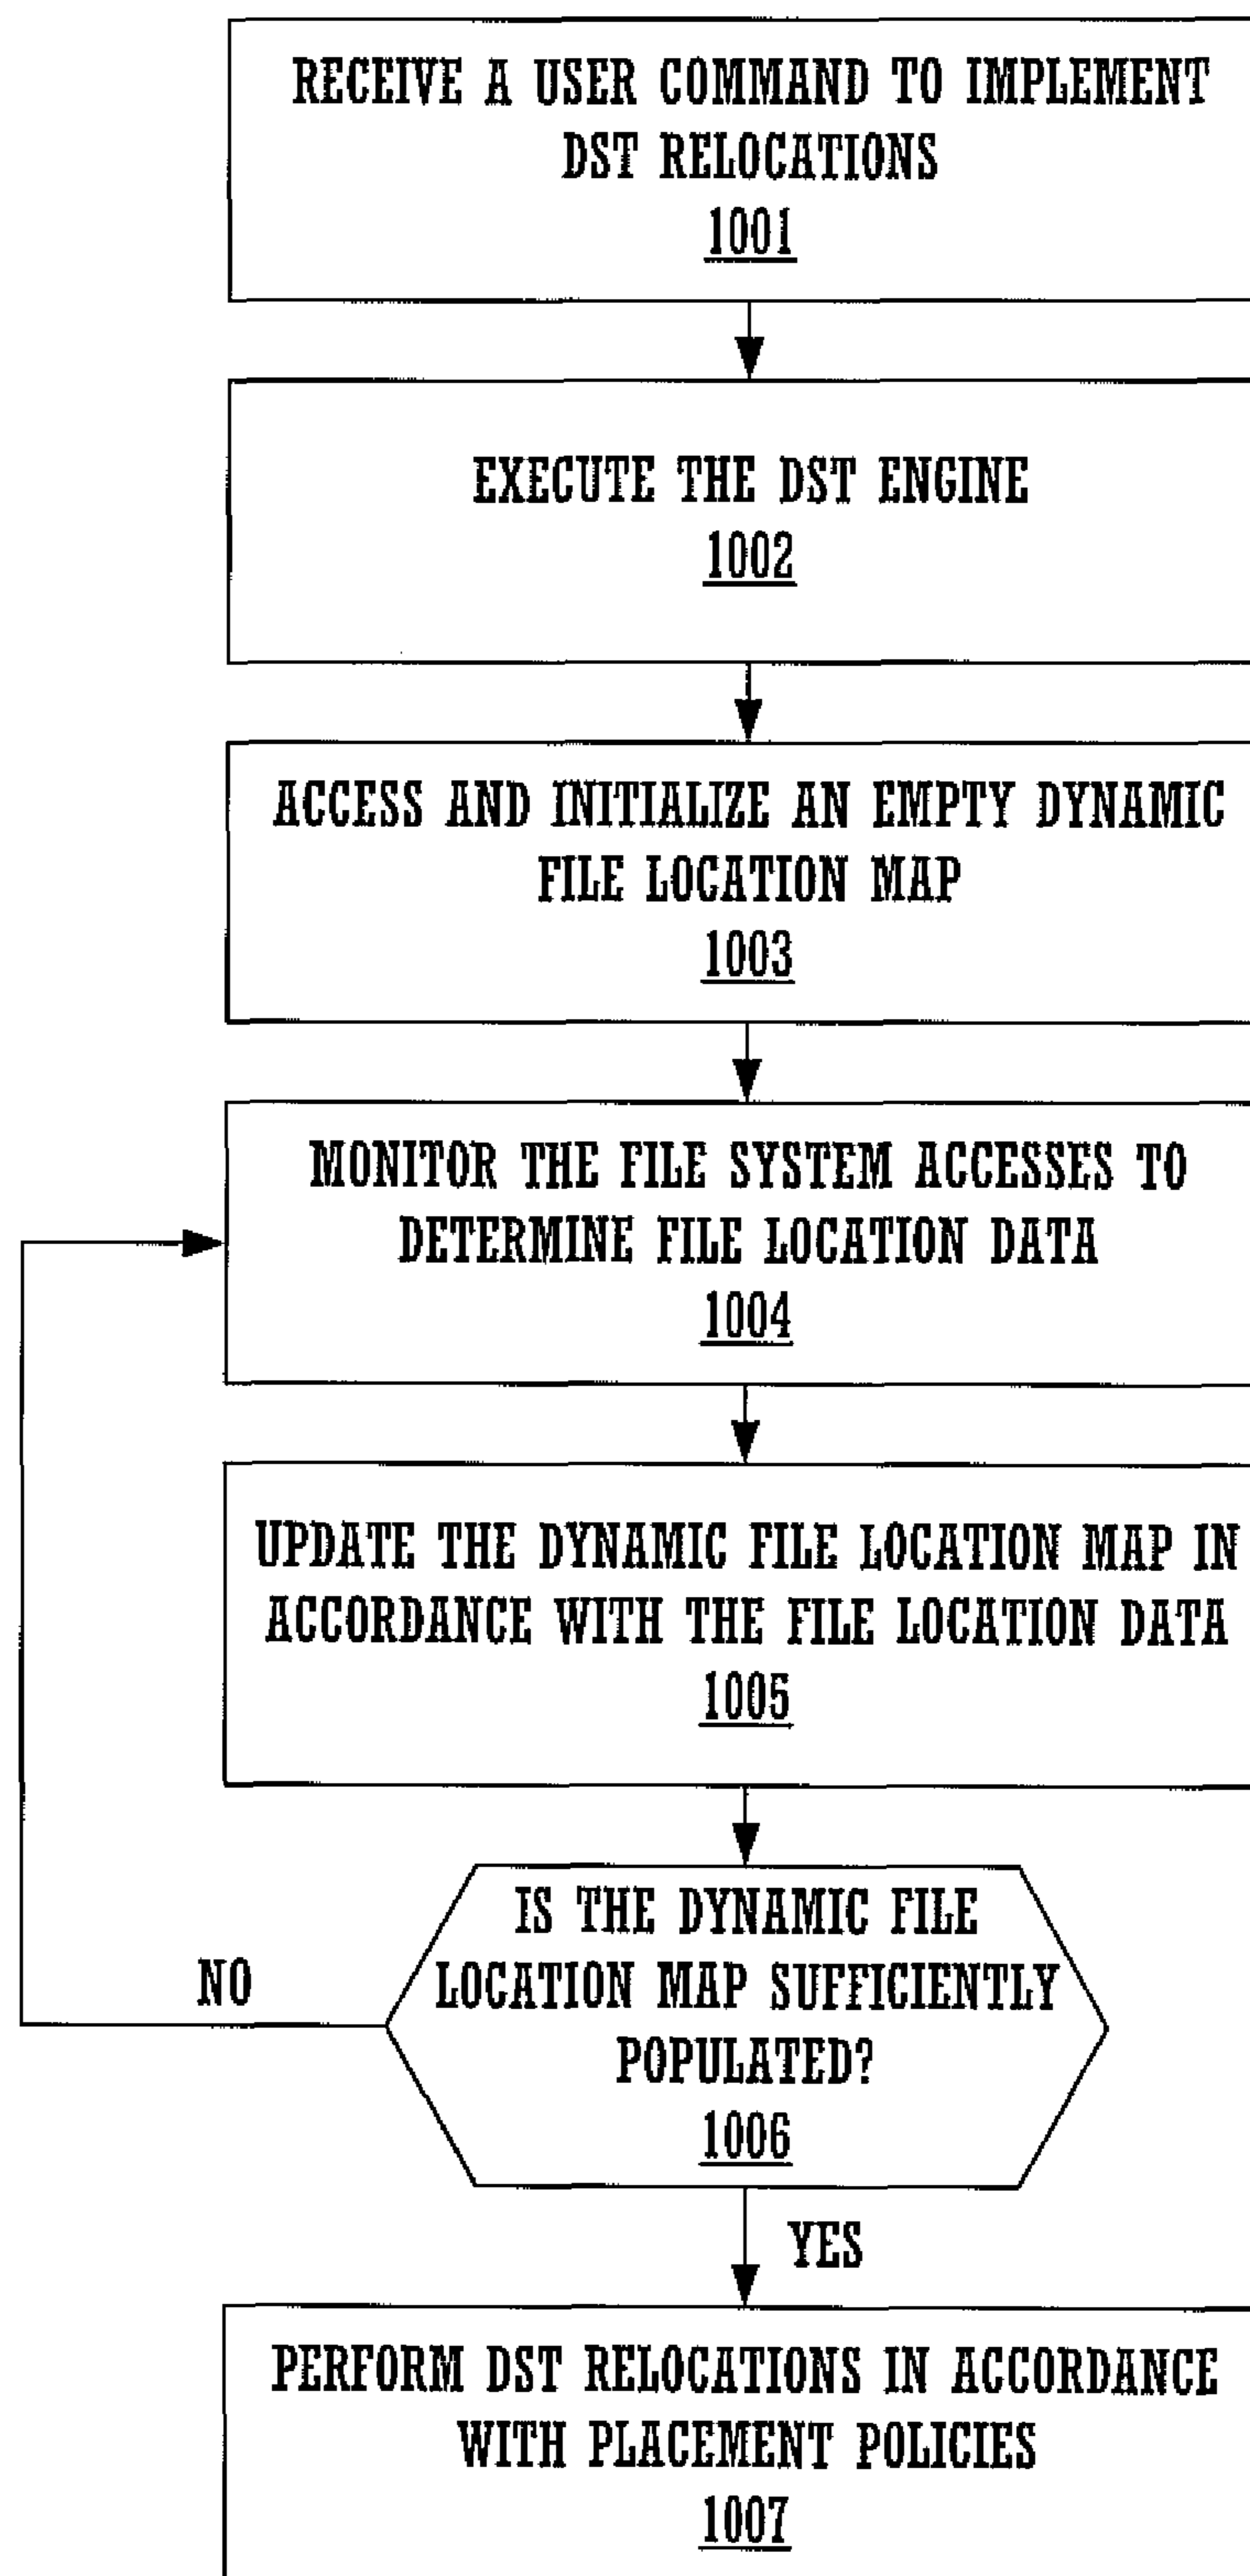 RECEIVE A USER COMMAND TO IMPLEMENT
DST RELOCATIONS
1001
EXECUTE THE DST ENGINE
1002
ACCESS AND INITIALIZE AN EMPTY DYNAMIC
FILE LOCATION MAP
1003
MONITOR THE FILE SYSTEM ACCESSES TO
DETERMINE FILE LOCATION DATA
1004
UPDATE THE DYNAMIC FILE LOCATION MAP IN
ACCORDANCE WITH THE FILE LOCATION DATA
1005
IS THE DYNAMIC FILE
LOCATION MAP SUFFICIENTLY
POPULATED?
1006
NO
YES
PERFORM DST RELOCATIONS IN ACCORDANCE
WITH PLACEMENT POLICIES
1007